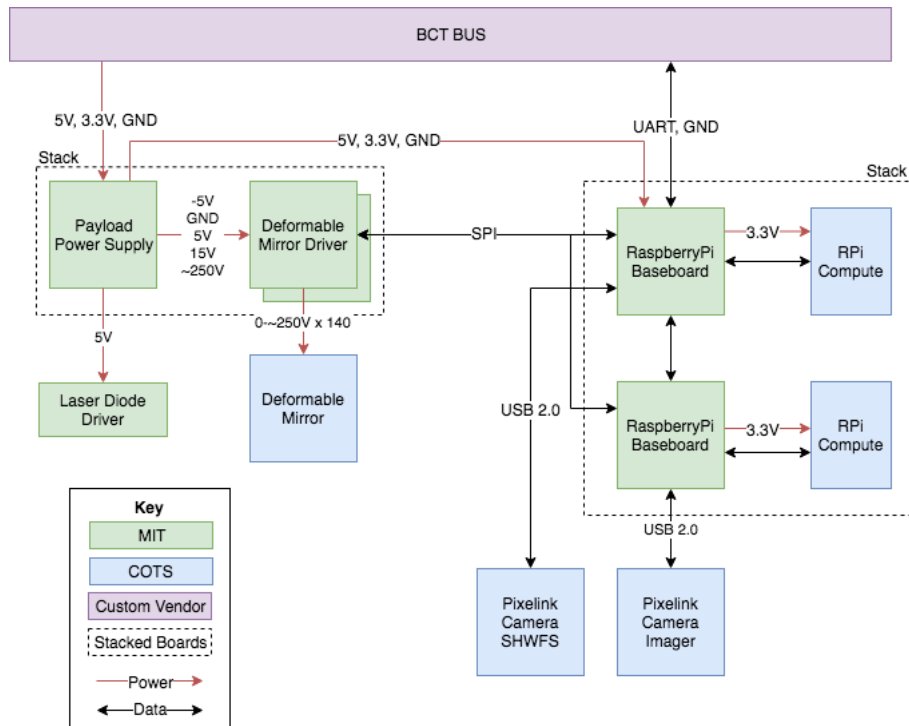 BCT BUS
5V, 3.3V, GND
5V, 3.3V, GND
UART, GND
Stack
Stack
Payload
Power Supply
-5V
GND
5V
15V
~250V
Deformable
Mirror Driver
SPI
RaspberryPi
Baseboard
3.3V
RPi
Compute
5V
0-~250V x 140
Laser Diode
Driver
Deformable
Mirror
USB 2.0
RaspberryPi
Baseboard
3.3V
RPi
Compute
USB 2.0
Key
MIT
COTS
Custom Vendor
Stacked Boards
Power
Data
Pixelink
Camera
SHWFS
Pixelink
Camera
Imager